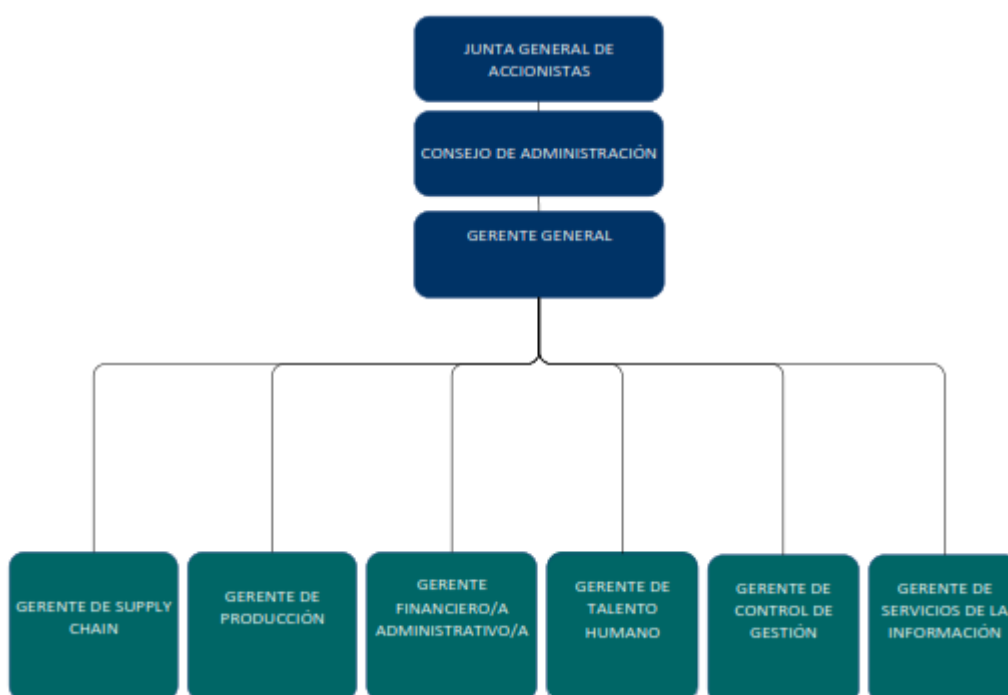 JUNTA GENERAL DE
ACCIONISTAS
CONSEJO DE ADMINISTRACIÓN
GERENTE GENERAL
GERENTE DE SUPPLY
CHAIN
GERENTE DE
PRODUCCIÓN
GERENTE
FINANCIERO/A
ADMINISTRATIVO/A
GERENTE DE
TALENTO
HUMANO
GERENTE DE
CONTROL DE
GESTIÓN
GERENTE DE
SERVICIOS DE LA
INFORMACIÓN